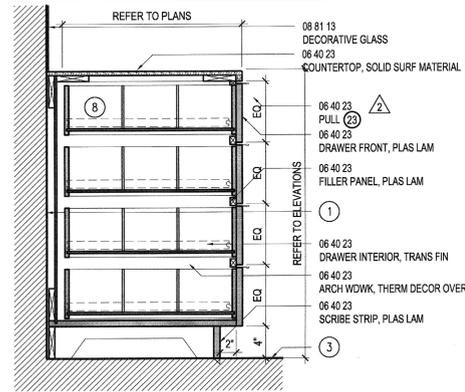 REFER TO PLANS
08 81 13
DECORATIVE GLASS
06 40 23
COUNTERTOP, SOLID SURF MATERIAL
8
EQ
06 40 23
2
PULL 23
06 40 23
DRAWER FRONT, PLAS LAM
EQ
06 40 23
FILLER PANEL, PLAS LAM
REFER TO ELEVATIONS
1
EQ
06 40 23
DRAWER INTERIOR, TRANS FIN
06 40 23
ARCH WDWK, THERM DECOR OVER
EQ
06 40 23
SCRIBE STRIP, PLAS LAM
2"
4"
3